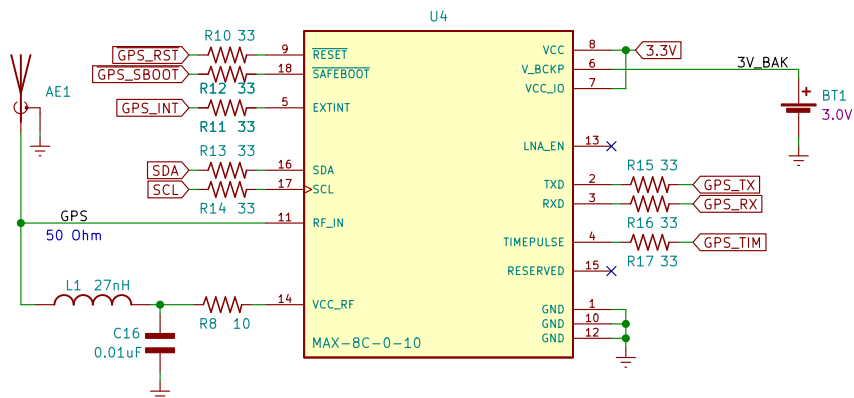 U4
R10 33
GPS_RST
9
RESET
VCC
8
3.3V
GPS_SBOOT
18
SAFEBOOT
V_BCKP
6
3V_BAK
R12 33
VCC_IO
7
AE1
GPS_INT
5
EXTINT
BT1
3.0V
R11 33
LNA_EN
13
R13 33
SDA
16
SDA
TXD
2
R15 33
GPS_TX
SCL
17
SCL
RXD
3
GPS_RX
R14 33
R16 33
GPS
11
RF_IN
50 Ohm
TIMEPULSE
4
GPS_TIM
R17 33
RESERVED
15
L1 27nH
14
VCC_RF
GND
1
R8 10
GND
10
C16
0.01uF
GND
12
MAX-8C-0-10